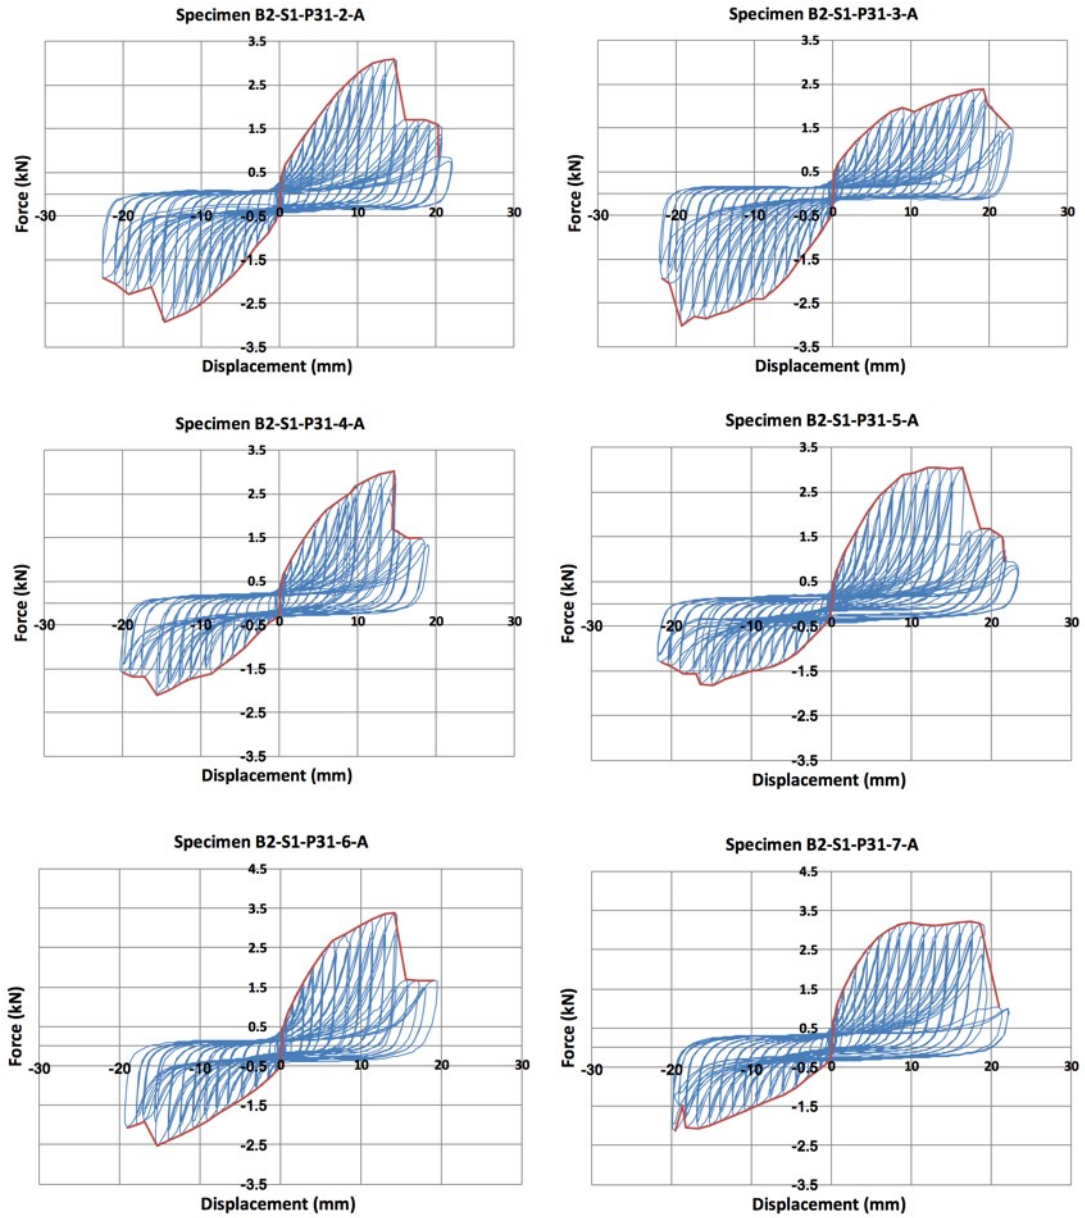 Specimen B2-S1-P31-2-A
3.5
2.5
1.5
0.5
-30 -20 -10 -0.5 0 10 20 30
-1.5
-2.5
-3.5
Force (kN)
Displacement (mm)
Specimen B2-S1-P31-3-A
3.5
2.5
1.5
0.5
-30 -20 -10 -0.5 0 10 20 30
-1.5
-2.5
-3.5
Force (kN)
Displacement (mm)
Specimen B2-S1-P31-4-A
3.5
2.5
1.5
0.5
-30 -20 -10 -0.5 0 10 20 30
-1.5
-2.5
-3.5
Force (kN)
Displacement (mm)
Specimen B2-S1-P31-5-A
3.5
2.5
1.5
0.5
-30 -20 -10 -0.5 0 10 20 30
-1.5
-2.5
-3.5
Force (kN)
Displacement (mm)
Specimen B2-S1-P31-6-A
4.5
3.5
2.5
1.5
0.5
-30 -20 -10 -0.5 0 10 20 30
-1.5
-2.5
-3.5
Force (kN)
Displacement (mm)
Specimen B2-S1-P31-7-A
4.5
3.5
2.5
1.5
0.5
-30 -20 -10 -0.5 0 10 20 30
-1.5
-2.5
-3.5
Force (kN)
Displacement (mm)